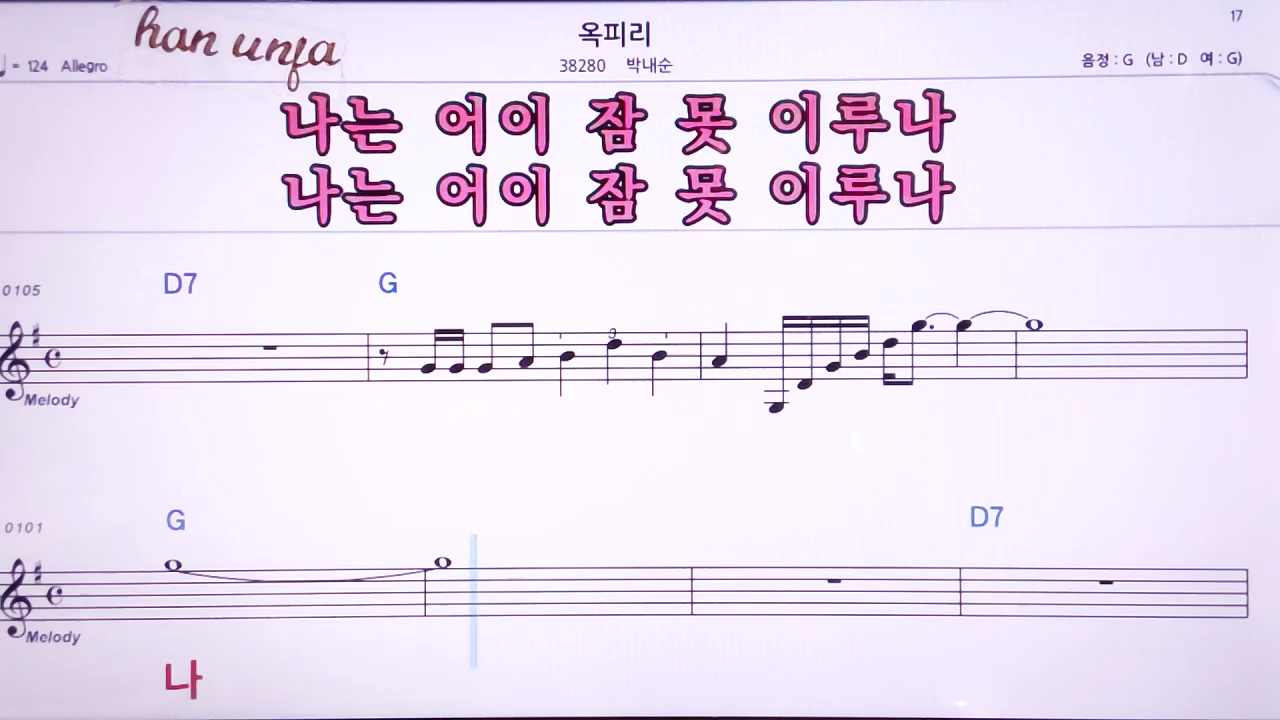 han unfa
옥피리
17
= 124 Allegro
38280 박내순
음정 : G (남 : D 여 : G)
나는 어이 잠 못 이루나
나는 어이 잠 못 이루나
D7 G
0105
3
Melody
G D7
0101
Melody
나